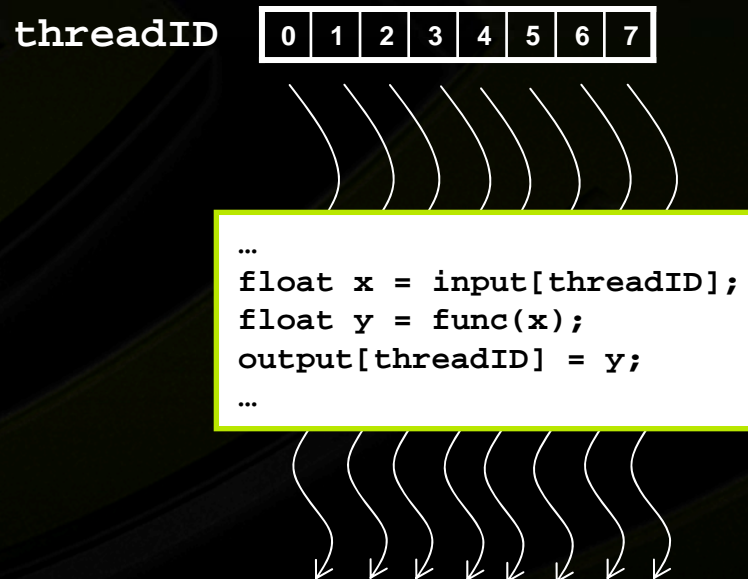 threadID 0 1 2 3 4 5 6 7
…
float x = input[threadID];
float y = func(x);
output[threadID] = y;
…